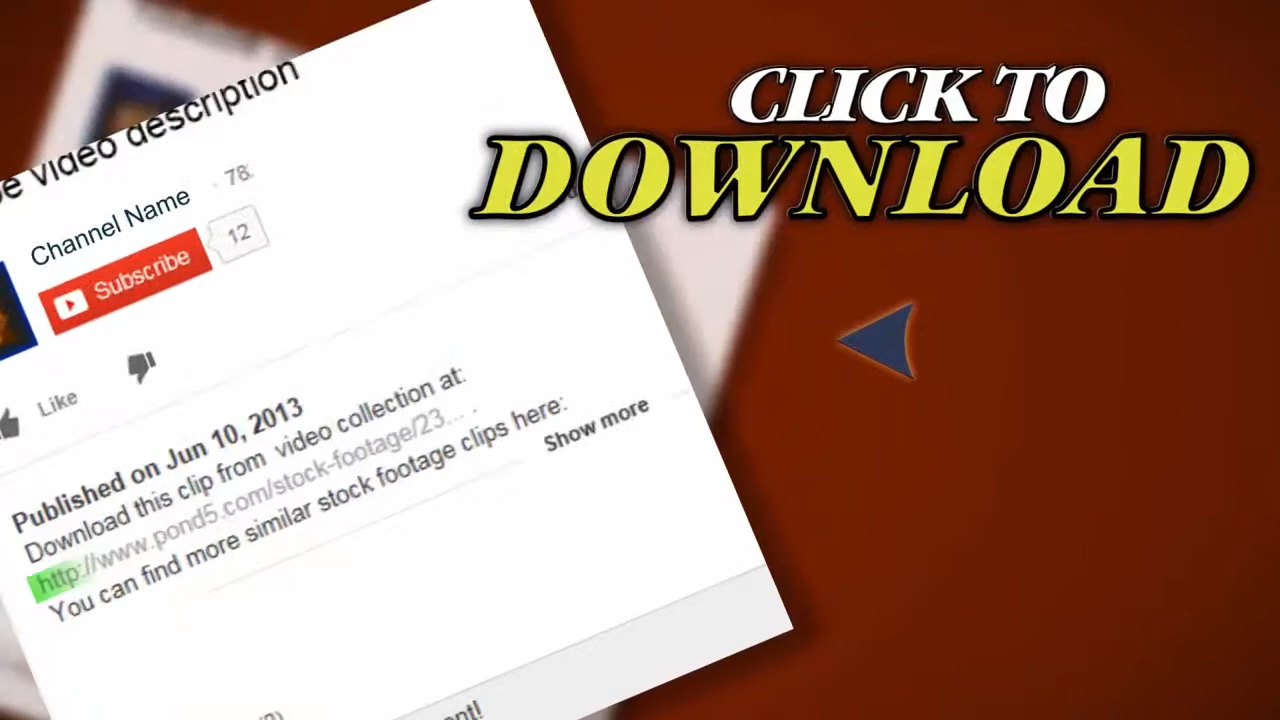 CLICK TO
DOWNLOAD
video description
Channel Name
78
Subscribe
12
Like
Published on Jun 10, 2013
Download this clip from video collection at:
http://www.pond5.com/stock-footage/23...
You can find more similar stock footage clips here:
Show more